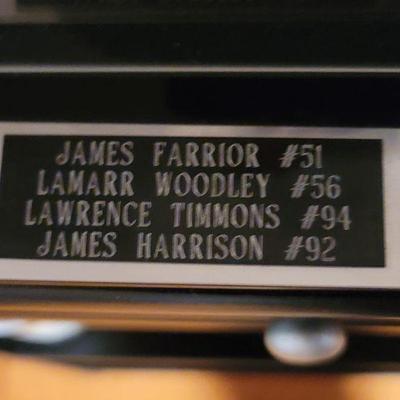 JAMES FARRIOR #51
LAMARR WOODLEY #56
LAWRENCE TIMMONS #94
JAMES HARRISON #92